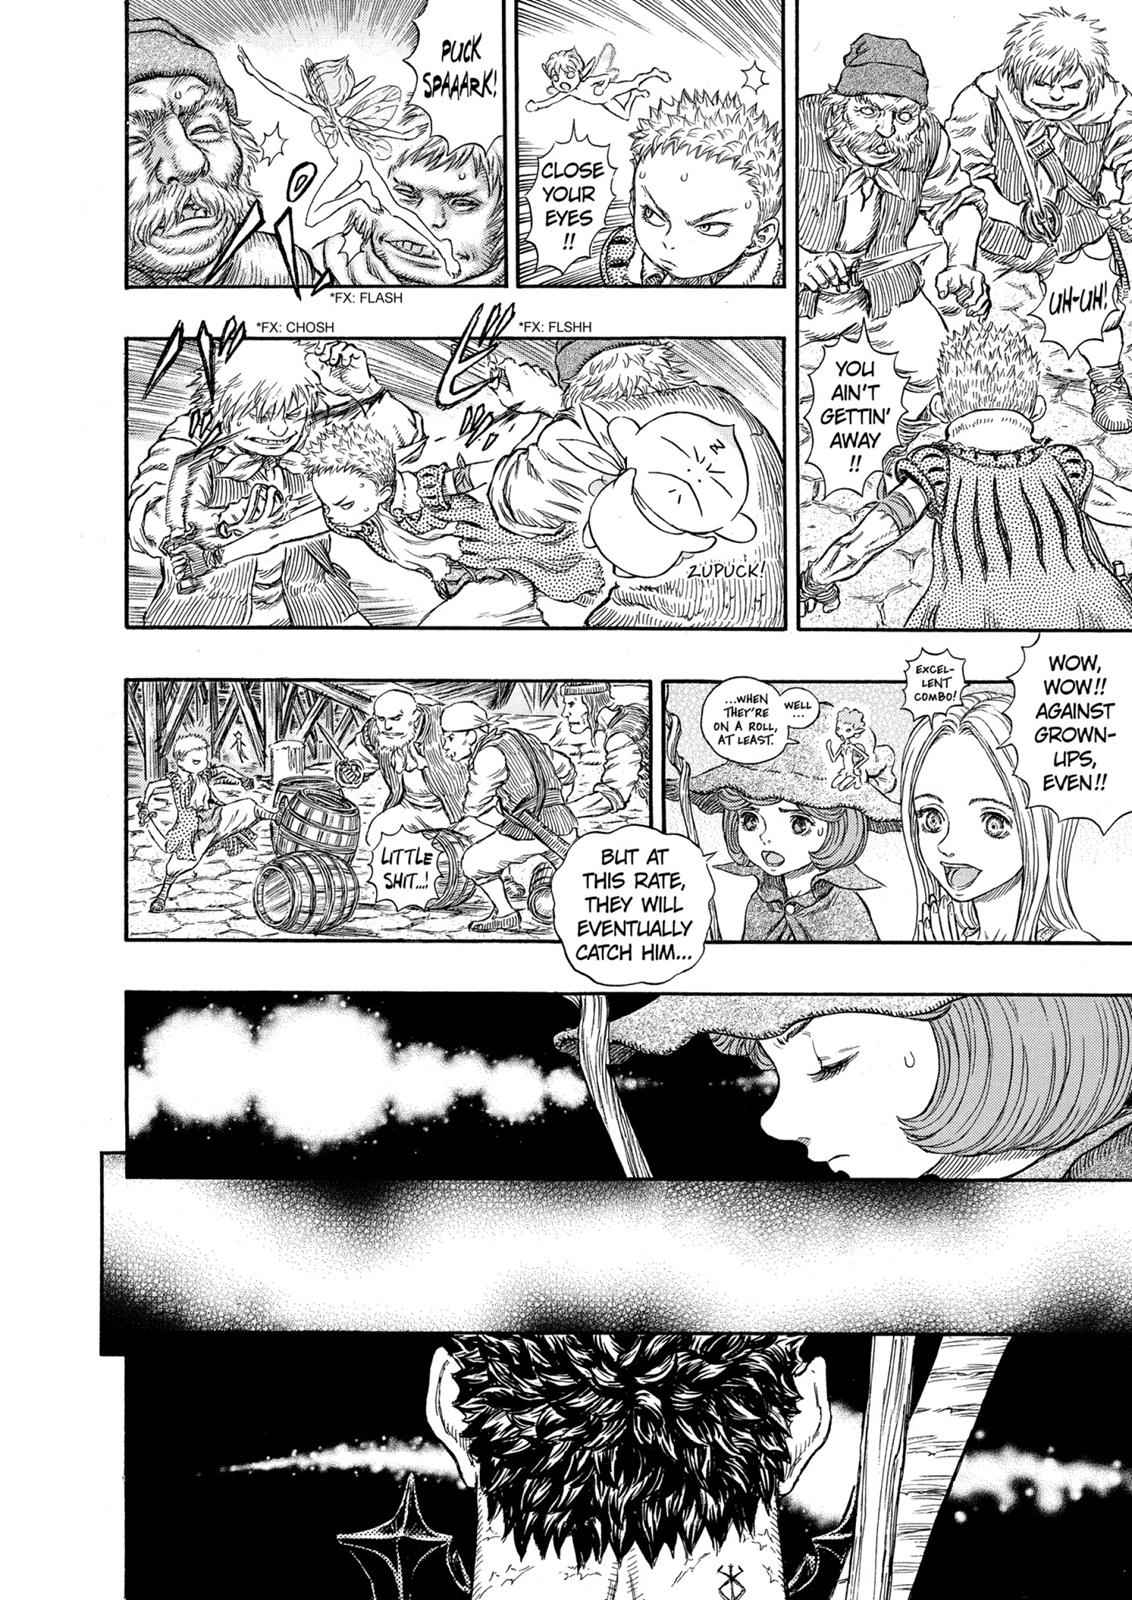 UH-UH!
YOU
AIN'T
GETTIN'
AWAY
!!
CLOSE
YOUR
EYES
!!
PUCK
SPAAARK!
*FX: FLASH
*FX: FLSHH
*FX: CHOSH
ZUPUCK!
WOW,
WOW!!
AGAINST
GROWN-
UPS,
EVEN!!
EXCEL-
LENT
COMBO!
WELL
...
...WHEN
THEY'RE
ON A ROLL,
AT LEAST.
BUT AT
THIS RATE,
THEY WILL
EVENTUALLY
CATCH HIM...
LITTLE
SHIT...!